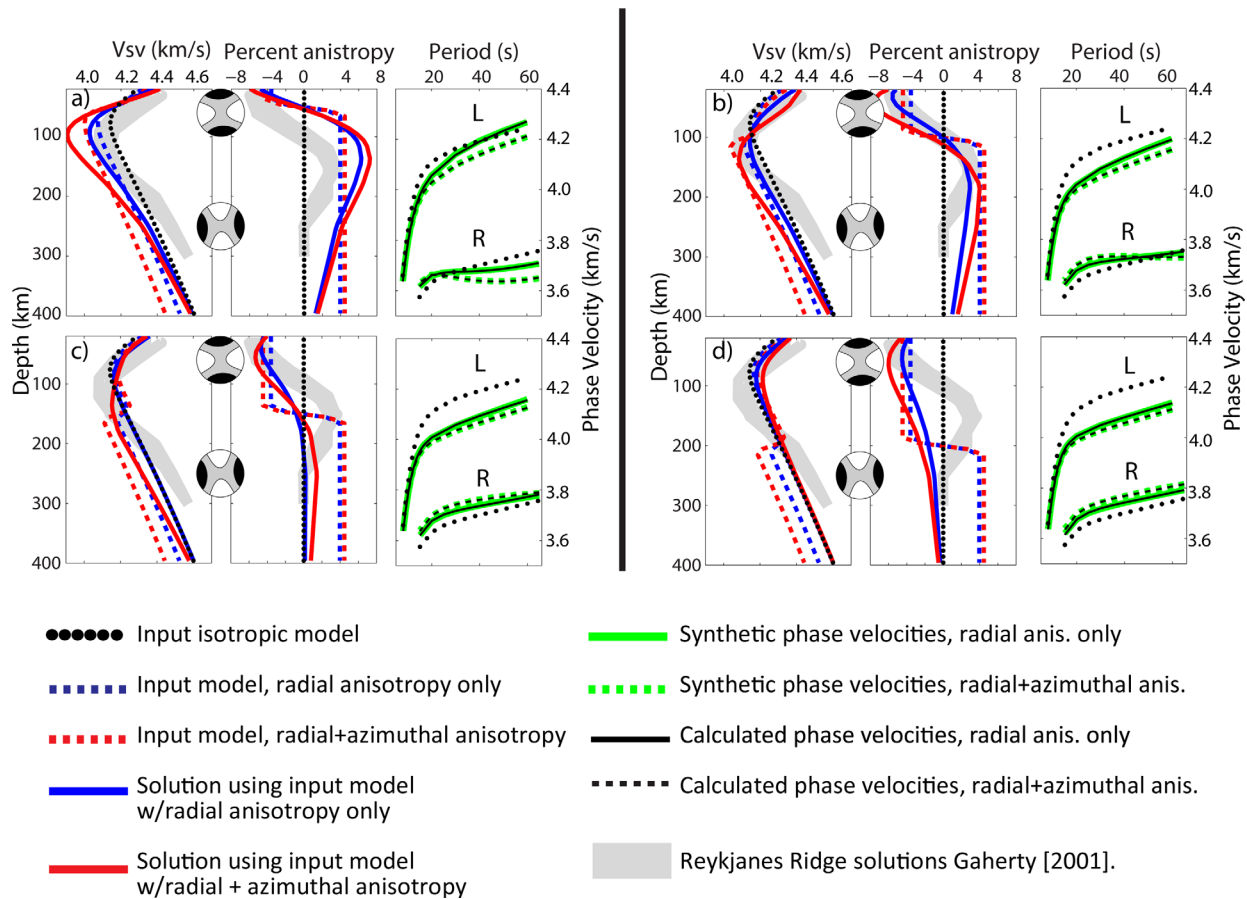 Vsv (km/s) Percent anistropy Period (s)
4.0 4.2 4.4 4.6 −8 −4 0 4 8 20 40 60
a)
L
R
100
200
300
400
4.4
4.2
4.0
3.8
3.6
c)
L
R
100
200
300
400
4.4
4.2
4.0
3.8
3.6
Depth (km)
Phase Velocity (km/s)
Vsv (km/s) Percent anistropy Period (s)
4.0 4.2 4.4 4.6 −8 −4 0 4 8 20 40 60
b)
L
R
100
200
300
400
4.4
4.2
4.0
3.8
3.6
d)
L
R
100
200
300
400
4.4
4.2
4.0
3.8
3.6
Depth (km)
Phase Velocity (km/s)
Input isotropic model
Input model, radial anisotropy only
Input model, radial+azimuthal anisotropy
Solution using input model
w/radial anisotropy only
Solution using input model
w/radial + azimuthal anisotropy
Synthetic phase velocities, radial anis. only
Synthetic phase velocities, radial+azimuthal anis.
Calculated phase velocities, radial anis. only
Calculated phase velocities, radial+azimuthal anis.
Reykjanes Ridge solutions Gaherty [2001].